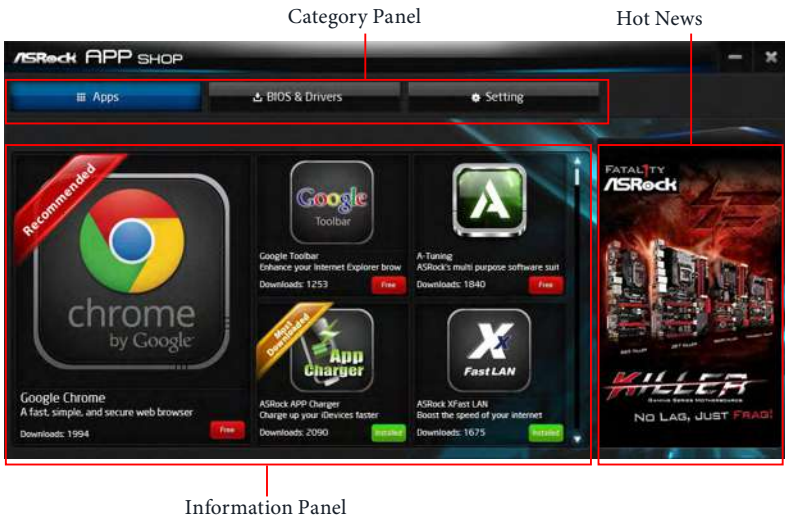 Category Panel
Hot News
ASRock APP SHOP
Apps
BIOS & Drivers
Setting
Recommended
chrome
by Google
Google Chrome
A fast, simple, and secure web browser
Downloads: 1994
Free
Google
Toolbar
Google Toolbar
Enhance your Internet Explorer brow
Downloads: 1253
Free
A-Tuning
ASRock's multi purpose software suit
Downloads: 1840
Free
Most
Downloaded
App
Charger
ASRock APP Charger
Charge up your iDevices faster
Downloads: 2090
Installed
X
Fast LAN
ASRock XFast LAN
Boost the speed of your internet
Downloads: 1675
Installed
FATAL1TY
ASRock
KILLER
GAMING SERIES MOTHERBOARDS
NO LAG, JUST FRAG!
Information Panel